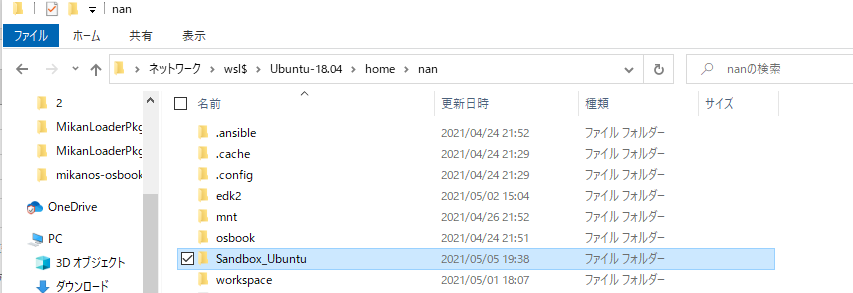 nan
ファイル ホーム 共有 表示
ネットワーク › wsl$ › Ubuntu-18.04 › home › nan
nanの検索
2
MikanLoaderPkg
MikanLoaderPkg
mikanos-osbook
OneDrive
PC
3D オブジェクト
ダウンロード
名前 更新日時 種類 サイズ
.ansible 2021/04/24 21:52 ファイル フォルダー
.cache 2021/04/24 21:29 ファイル フォルダー
.config 2021/04/24 21:29 ファイル フォルダー
edk2 2021/05/02 15:04 ファイル フォルダー
mnt 2021/04/26 21:52 ファイル フォルダー
osbook 2021/04/24 21:51 ファイル フォルダー
Sandbox_Ubuntu 2021/05/05 19:38 ファイル フォルダー
workspace 2021/05/01 18:07 ファイル フォルダー